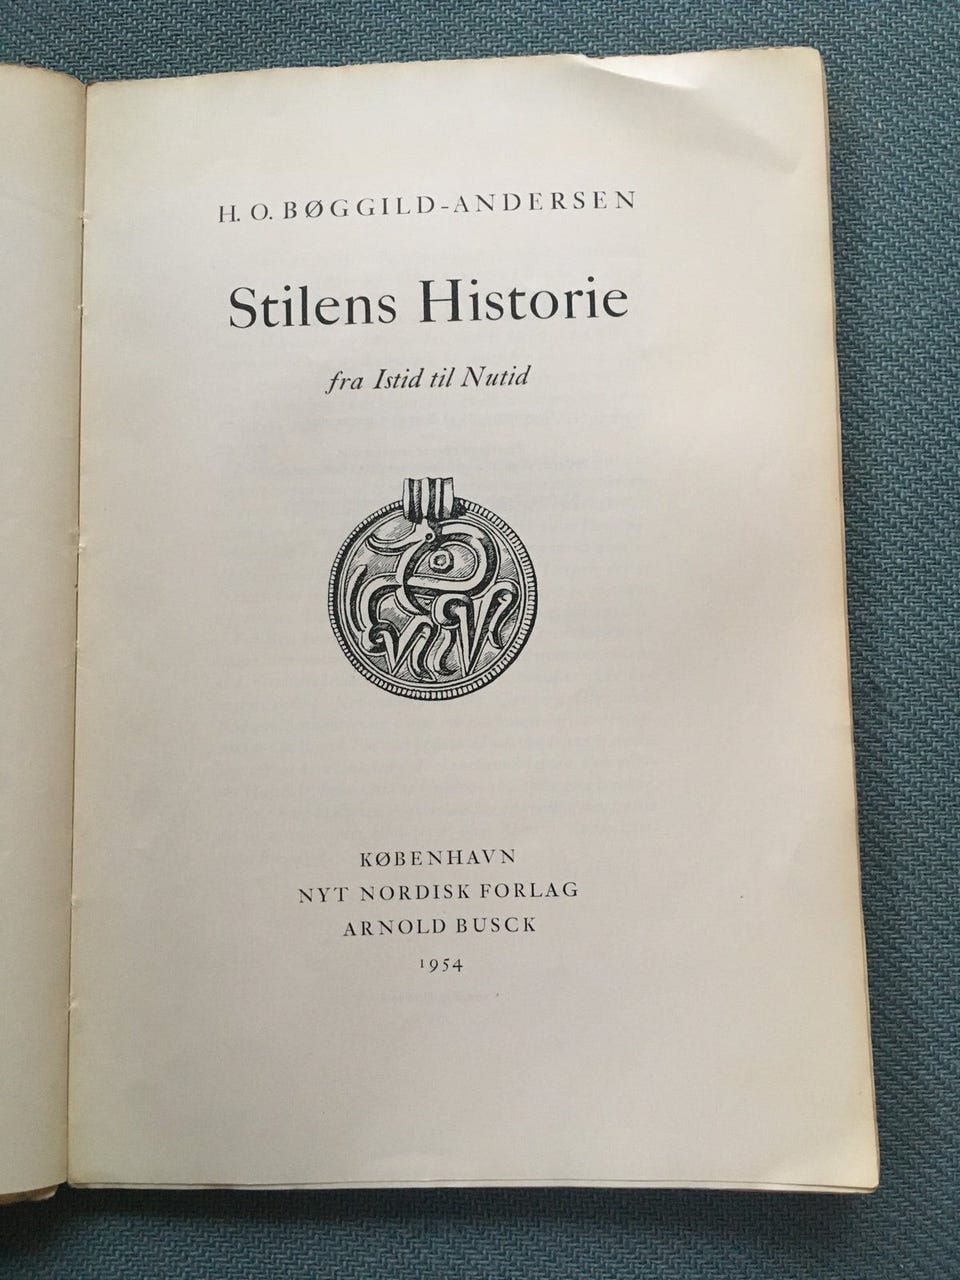 H. O. BØGGILD-ANDERSEN
Stilens Historie
fra Istid til Nutid
KØBENHAVN
NYT NORDISK FORLAG
ARNOLD BUSCK
1954